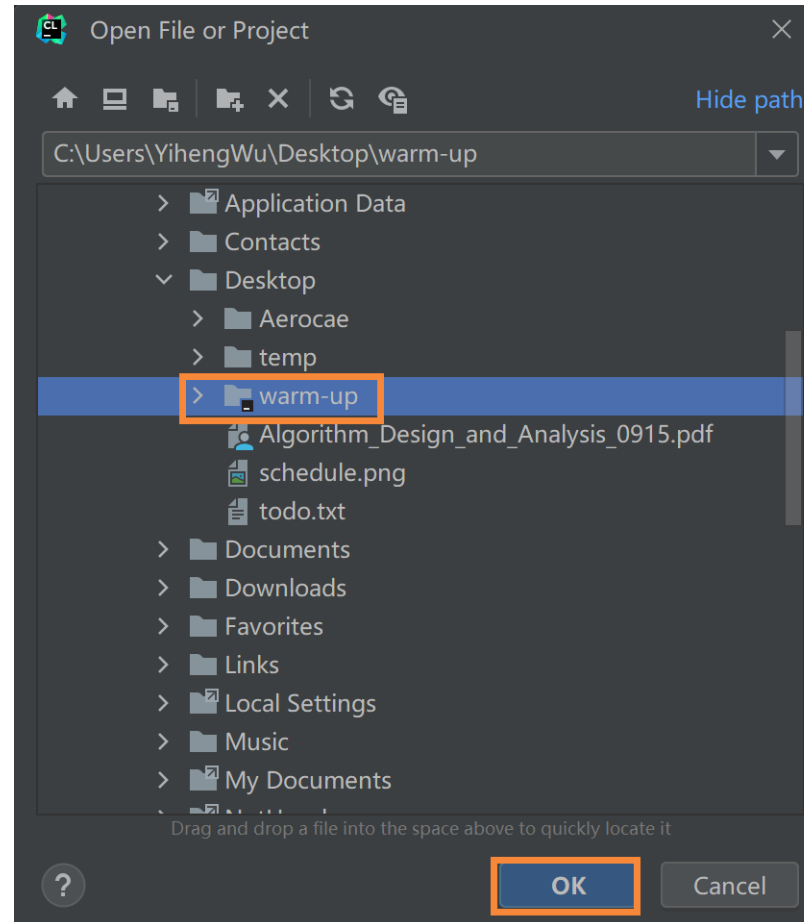 CL
Open File or Project
Hide path
C:\Users\YihengWu\Desktop\warm-up
Application Data
Contacts
Desktop
Aerocae
temp
warm-up
Algorithm_Design_and_Analysis_0915.pdf
schedule.png
todo.txt
Documents
Downloads
Favorites
Links
Local Settings
Music
My Documents
Drag and drop a file into the space above to quickly locate it
?
OK
Cancel